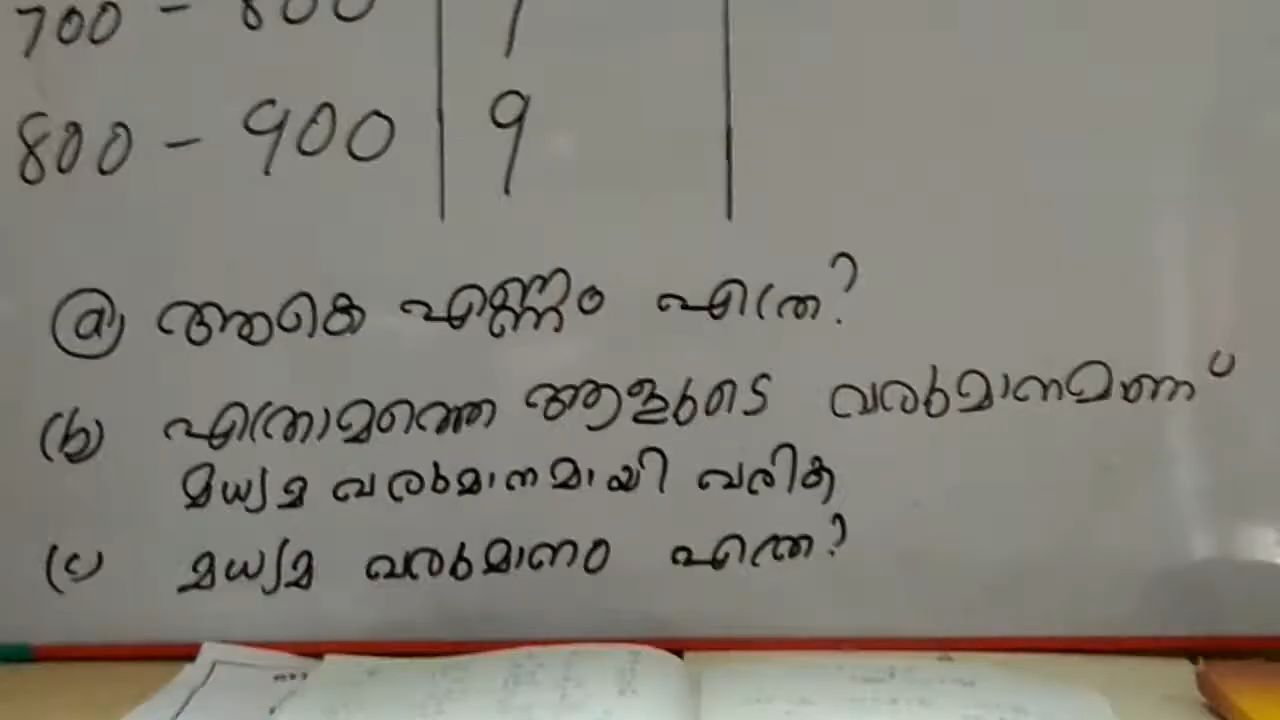 700 - 800
800 - 900 9
(a) ആകെ എണ്ണം എത്ര?
(b) എത്രാമത്തെ ആളുടെ വരുമാനമാണ്
മധ്യമ വരുമാനമായി വരിക
(c) മധ്യമ വരുമാനം എത്ര?